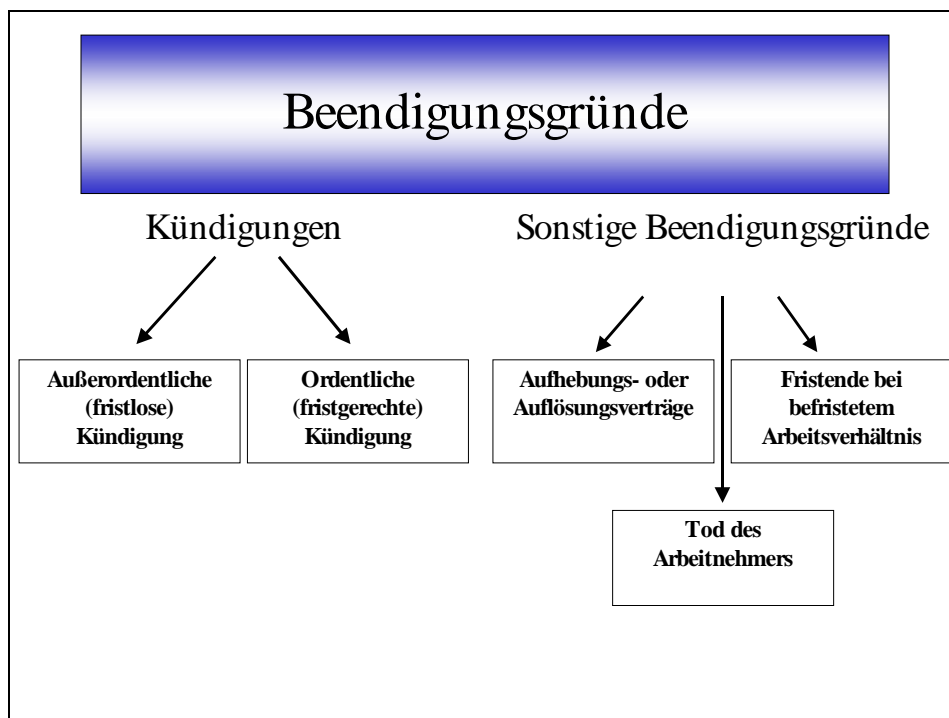 Beendigungsgründe
Kündigungen
Sonstige Beendigungsgründe
Außerordentliche
(fristlose)
Kündigung
Ordentliche
(fristgerechte)
Kündigung
Aufhebungs- oder
Auflösungsverträge
Fristende bei
befristetem
Arbeitsverhältnis
Tod des
Arbeitnehmers